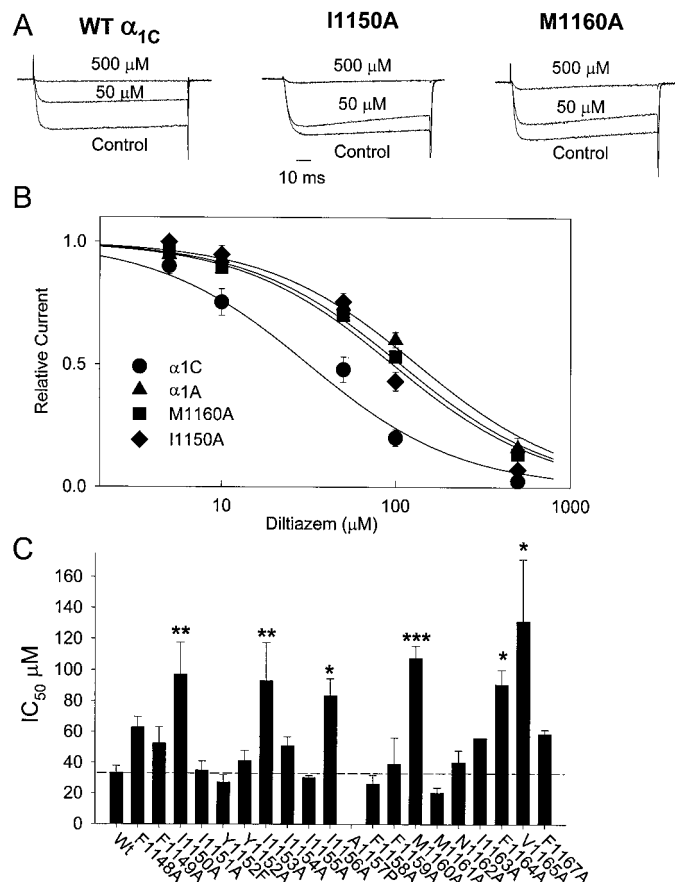 A
WT α1C
I1150A
M1160A
500 μM
500 μM
500 μM
50 μM
50 μM
50 μM
Control
Control
Control
10 ms
B
Relative Current
1.0
0.5
0.0
α1C
α1A
M1160A
I1150A
10
100
1000
Diltiazem (μM)
C
IC50 μM
160
140
120
100
80
60
40
20
0
**
**
*
***
*
*
Wt
F1148A
F1149A
I1150A
I1151A
Y1152F
Y1152A
I1153A
I1154A
I1155A
I1156A
A1157P
F1158A
F1159A
M1160A
M1161A
N1162A
I1163A
F1164A
V1165A
F1167A